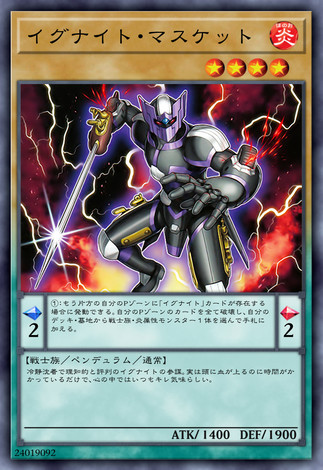 イグナイト・マスケット
ほのお
炎
①:もう片方の自分のPゾーンに「イグナイト」カードが存在する
場合に発動できる。自分のPゾーンのカードを全て破壊し、自分の
デッキ・墓地から戦士族・炎属性モンスター1体を選んで手札に
加える。
2
2
【戦士族/ペンデュラム/通常】
冷静沈着で理知的と評判のイグナイトの参謀。実は頭に血が上るのに時間がか
かっているだけで、心の中ではいつもキレ気味らしい。
ATK/ 1400 DEF/1900
24019092